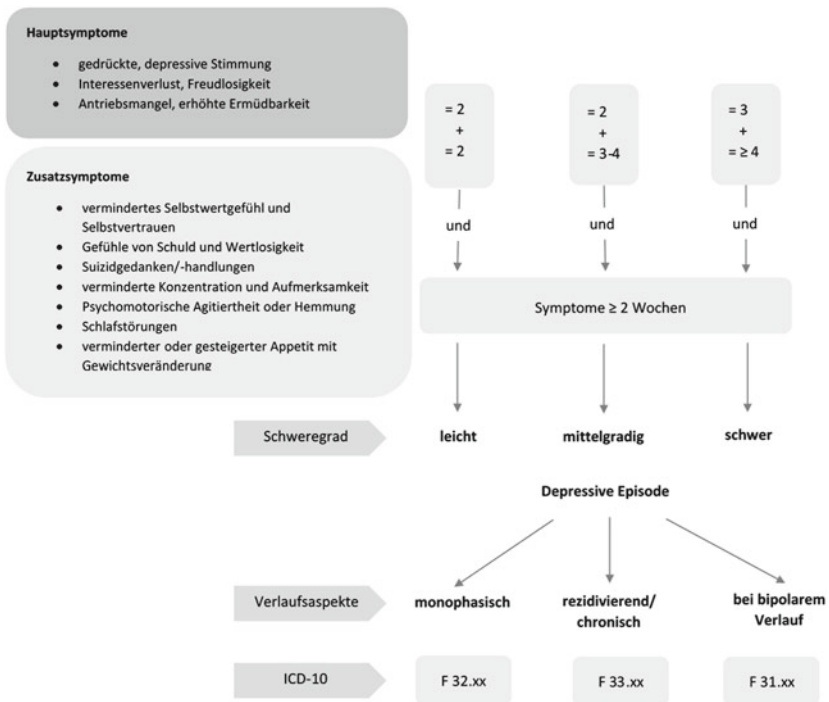 Hauptsymptome
• gedrückte, depressive Stimmung
• Interessenverlust, Freudlosigkeit
• Antriebsmangel, erhöhte Ermüdbarkeit
Zusatzsymptome
• vermindertes Selbstwertgefühl und
Selbstvertrauen
• Gefühle von Schuld und Wertlosigkeit
• Suizidgedanken/-handlungen
• verminderte Konzentration und Aufmerksamkeit
• Psychomotorische Agitiertheit oder Hemmung
• Schlafstörungen
• verminderter oder gesteigerter Appetit mit
Gewichtsveränderung
= 2
+
= 2
= 2
+
= 3-4
= 3
+
= ≥ 4
und
und
und
Symptome ≥ 2 Wochen
Schweregrad
leicht
mittelgradig
schwer
Depressive Episode
Verlaufsaspekte
monophasisch
rezidivierend/
chronisch
bei bipolarem
Verlauf
ICD-10
F 32.xx
F 33.xx
F 31.xx